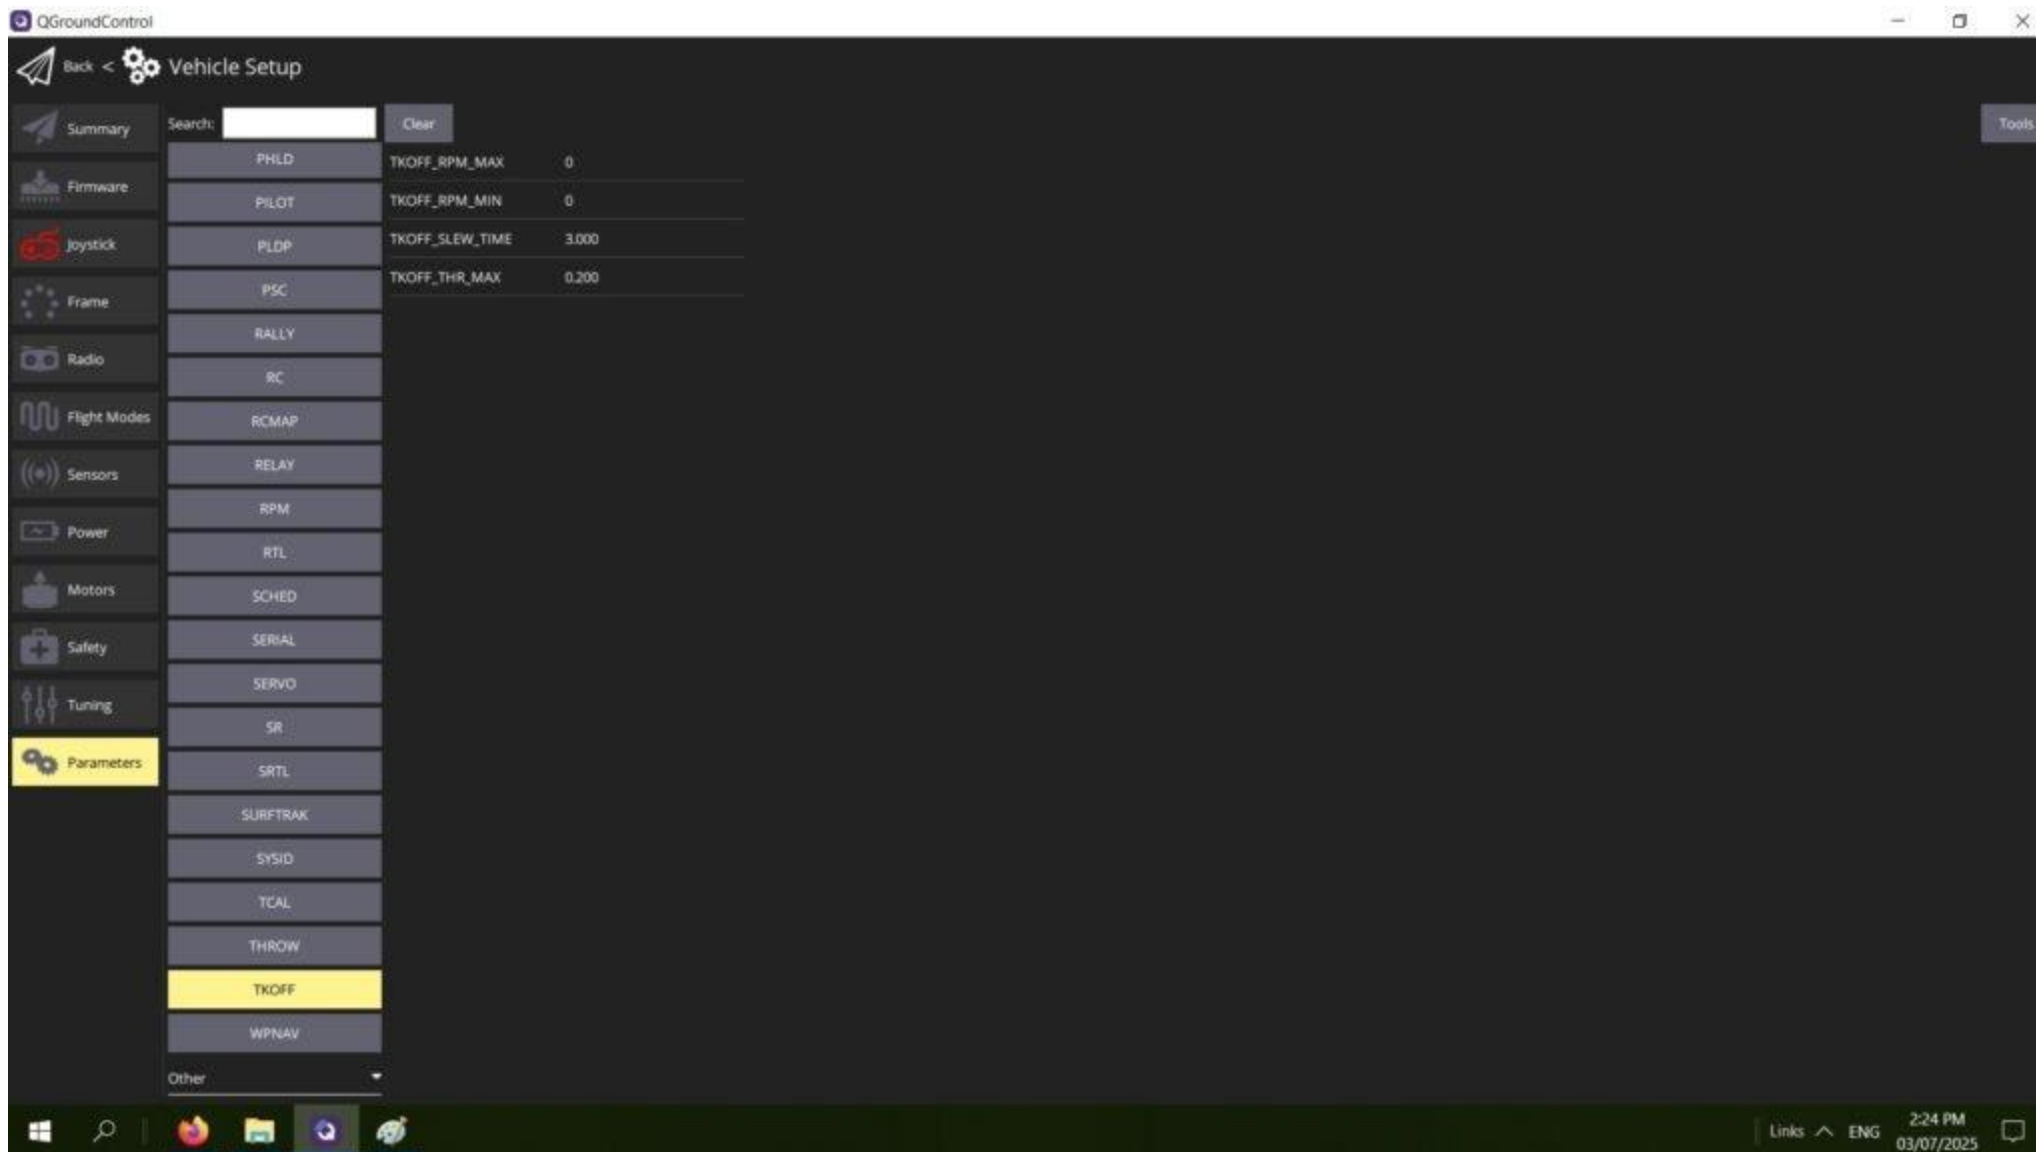 QGroundControl
Back < Vehicle Setup
Summary
Firmware
Joystick
Frame
Radio
Flight Modes
Sensors
Power
Motors
Safety
Tuning
Parameters
Search:
Clear
Tools
PHLD
PILOT
PLDP
PSC
RALLY
RC
RCMAP
RELAY
RPM
RTL
SCHED
SERIAL
SERVO
SR
SRTL
SURFTRAK
SYSID
TCAL
THROW
TKOFF
WPNAV
Other
TKOFF_RPM_MAX 0
TKOFF_RPM_MIN 0
TKOFF_SLEW_TIME 3.000
TKOFF_THR_MAX 0.200
Links ENG
2:24 PM
03/07/2025